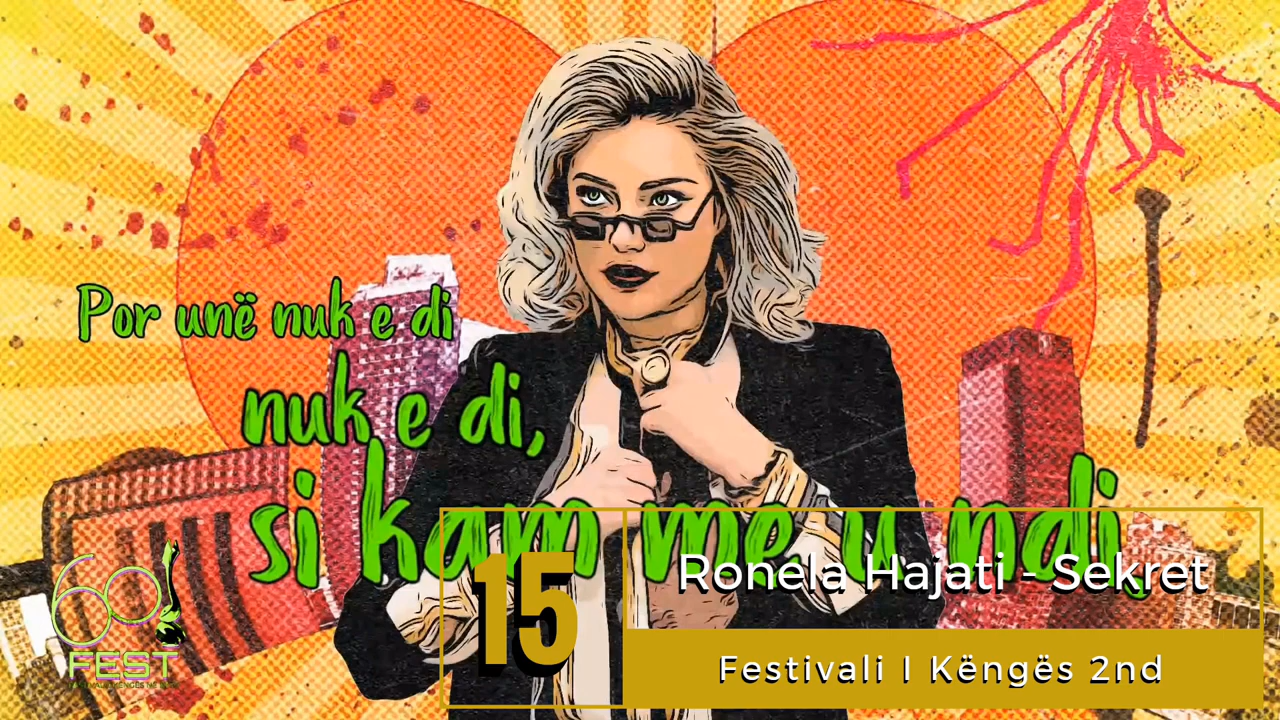 Por unë nuk e di
nuk e di,
si kam me u ndi,
60
FEST
15
Ronela Hajati - Sekret
Festivali I Këngës 2nd